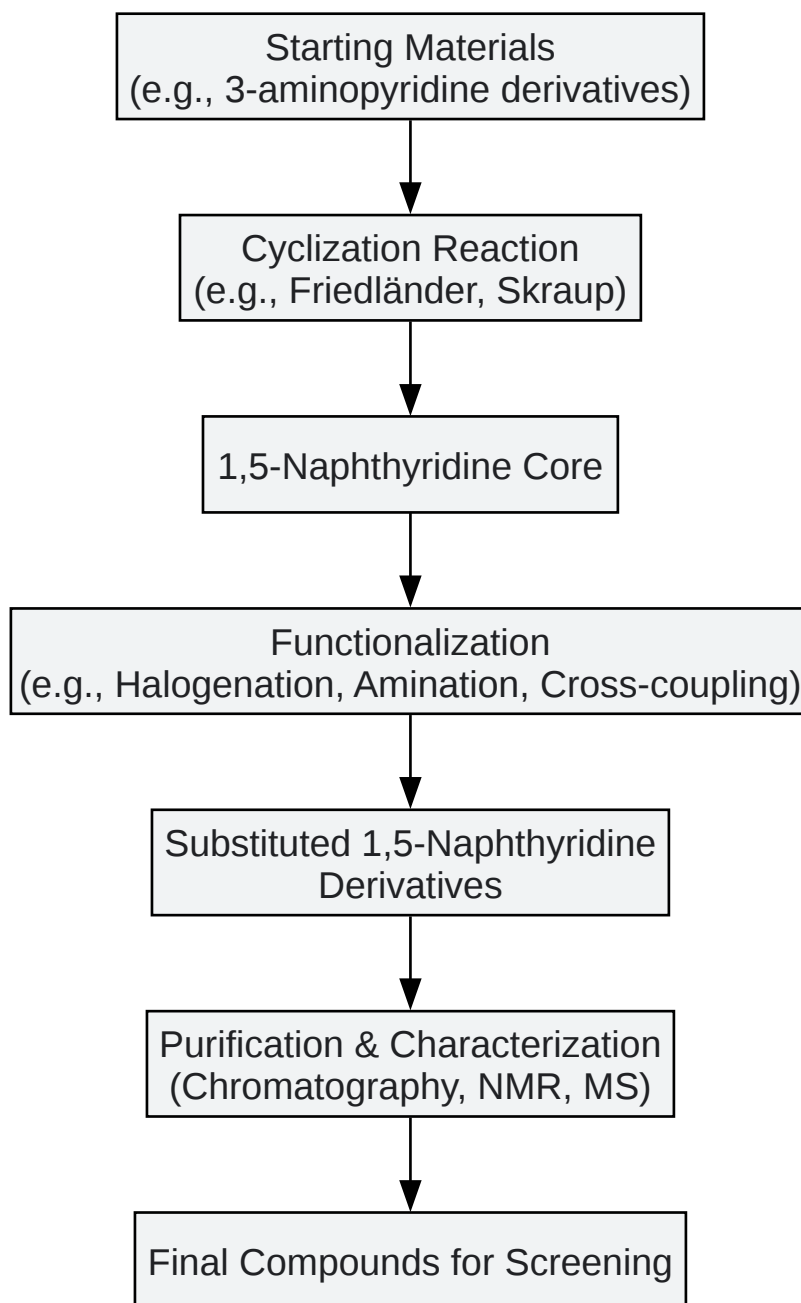 Starting Materials
(e.g., 3-aminopyridine derivatives)
Cyclization Reaction
(e.g., Friedländer, Skraup)
1,5-Naphthyridine Core
Functionalization
(e.g., Halogenation, Amination, Cross-coupling)
Substituted 1,5-Naphthyridine
Derivatives
Purification & Characterization
(Chromatography, NMR, MS)
Final Compounds for Screening